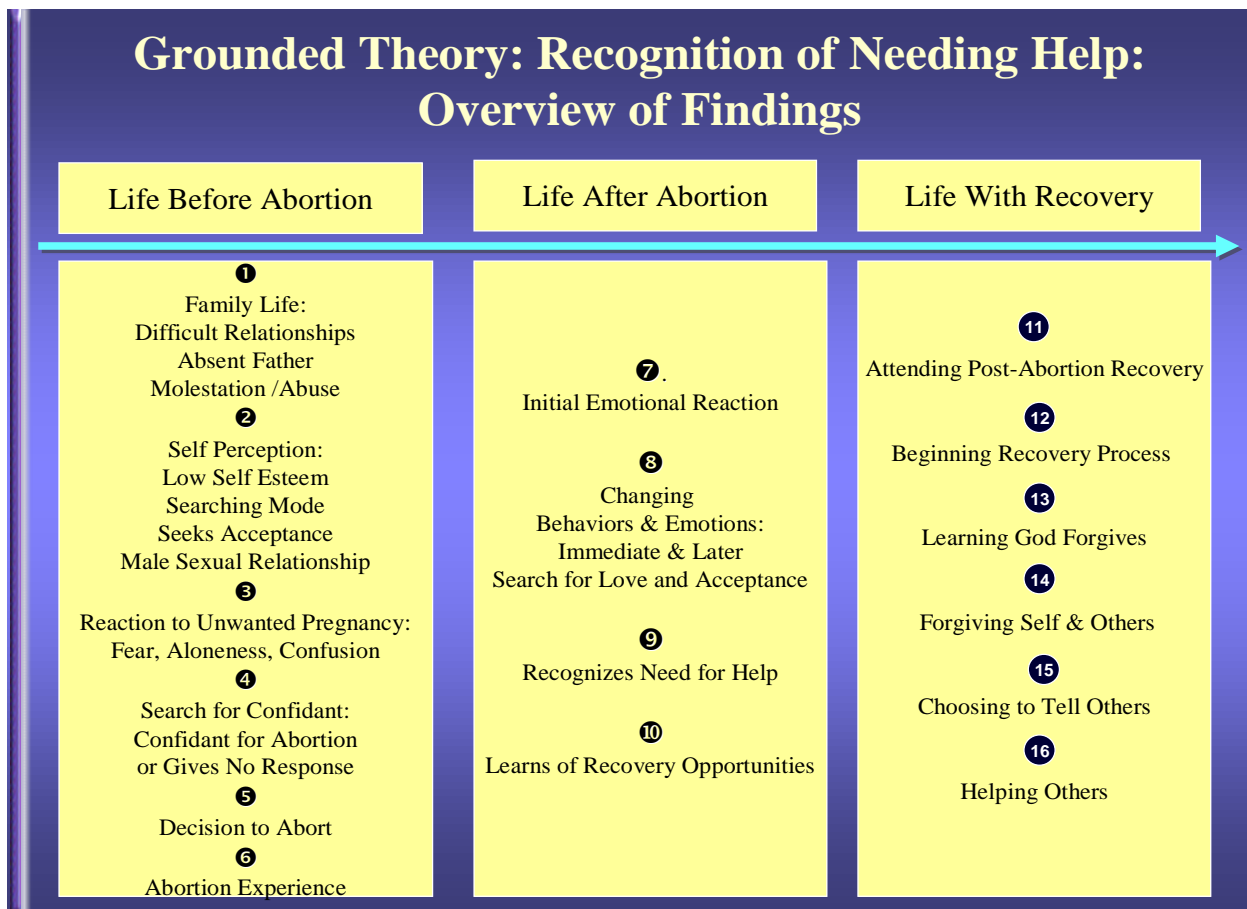 Grounded Theory: Recognition of Needing Help:
Overview of Findings
Life Before Abortion
Life After Abortion
Life With Recovery
❶
Family Life:
Difficult Relationships
Absent Father
Molestation /Abuse
❷
Self Perception:
Low Self Esteem
Searching Mode
Seeks Acceptance
Male Sexual Relationship
❸
Reaction to Unwanted Pregnancy:
Fear, Aloneness, Confusion
❹
Search for Confidant:
Confidant for Abortion
or Gives No Response
❺
Decision to Abort
❻
Abortion Experience
❼.
Initial Emotional Reaction
❽
Changing
Behaviors & Emotions:
Immediate & Later
Search for Love and Acceptance
❾
Recognizes Need for Help
❿
Learns of Recovery Opportunities
11
Attending Post-Abortion Recovery
12
Beginning Recovery Process
13
Learning God Forgives
14
Forgiving Self & Others
15
Choosing to Tell Others
16
Helping Others